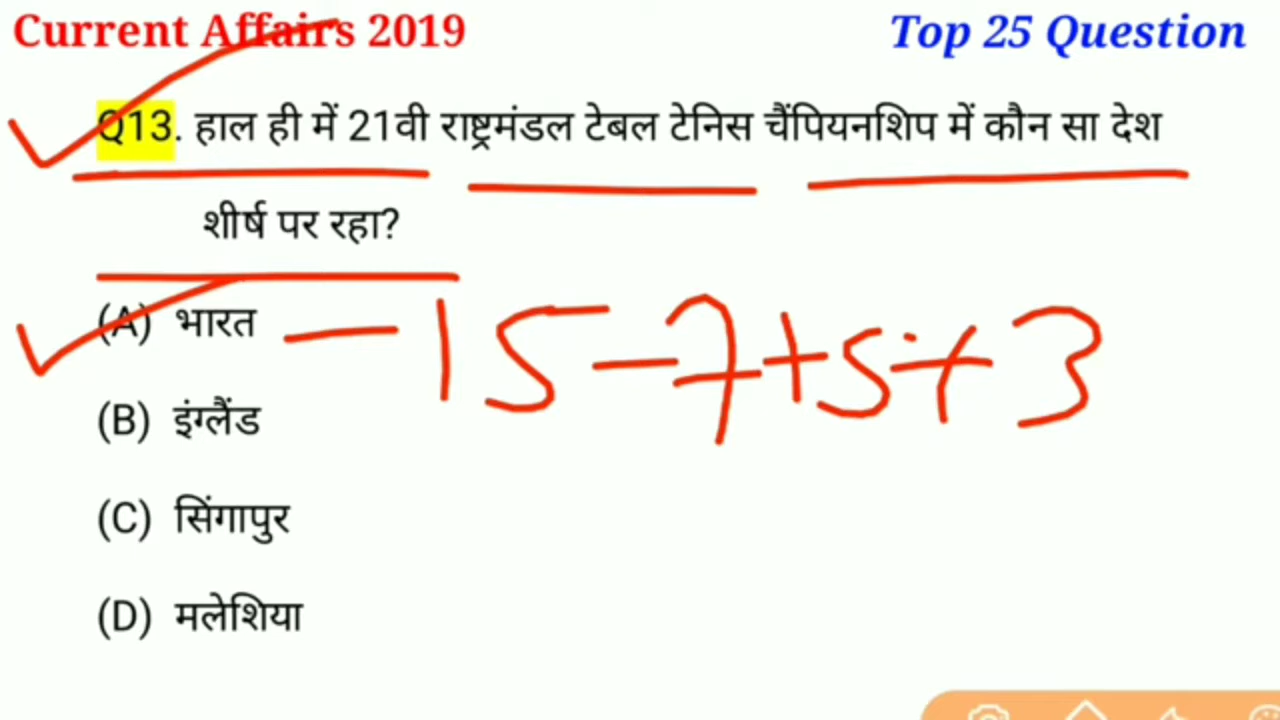 Current Affairs 2019 Top 25 Question
Q13. हाल ही में 21वी राष्ट्रमंडल टेबल टेनिस चैंपियनशिप में कौन सा देश
शीर्ष पर रहा?
(A) भारत — 15 — 7+5+3
(B) इंग्लैंड
(C) सिंगापुर
(D) मलेशिया